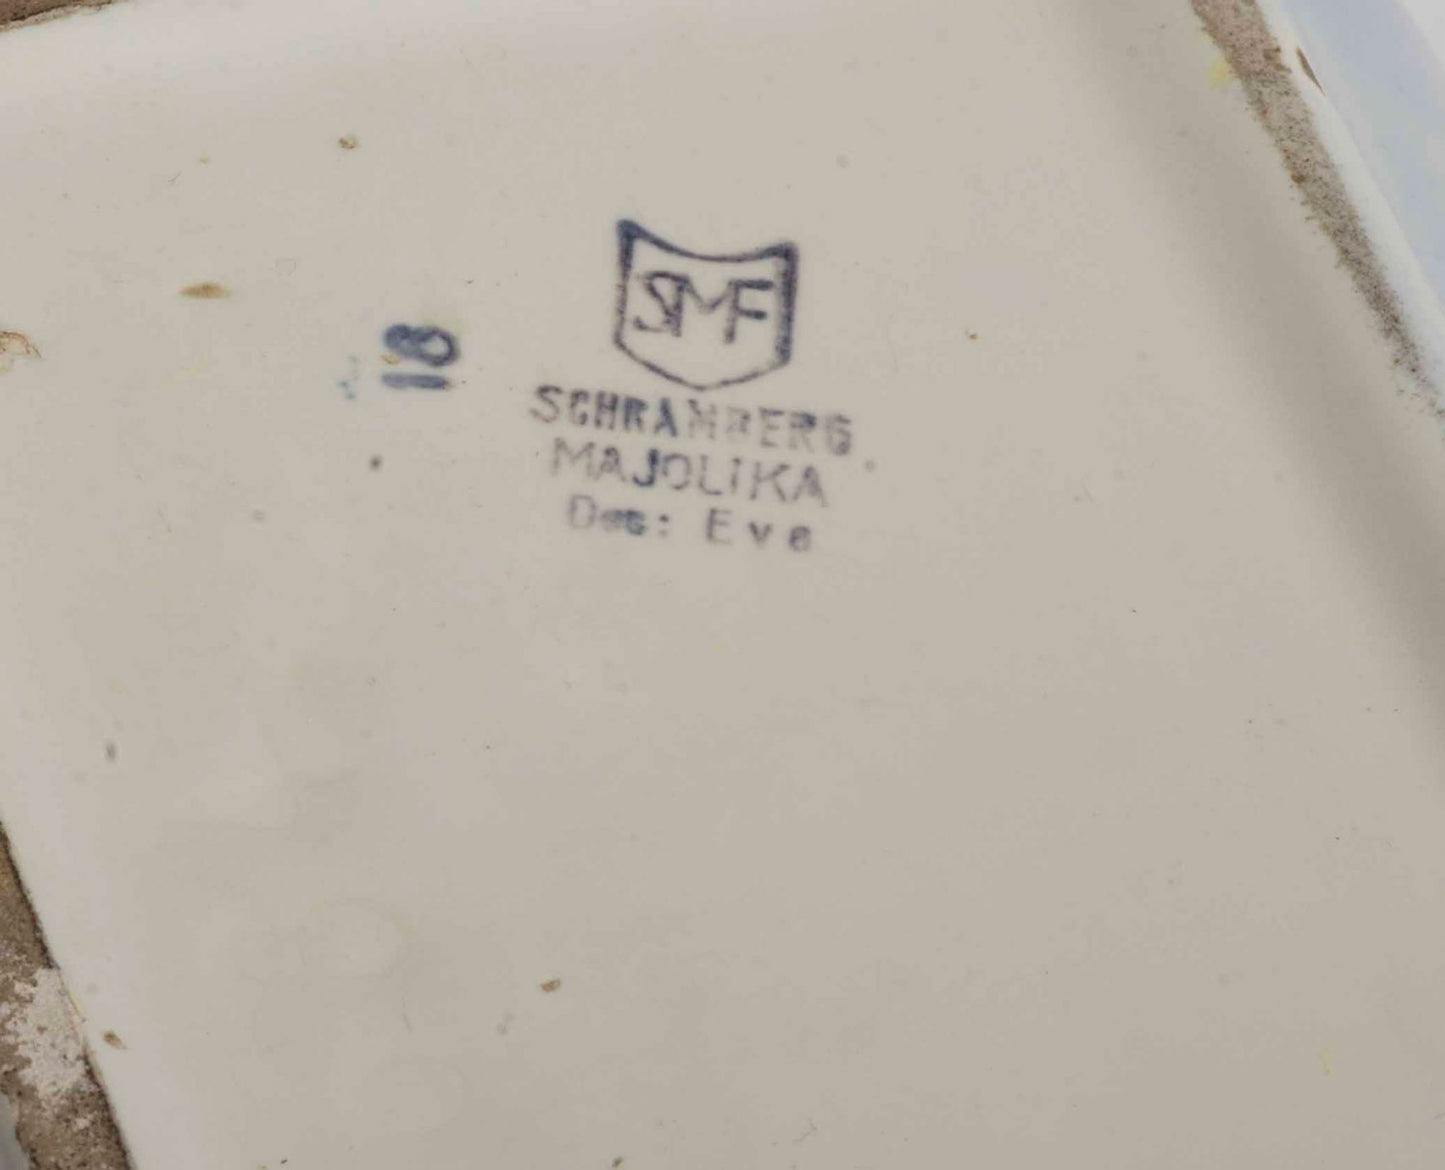 SMF
SCHRAMBERG
MAJOLIKA
Dec: Eve
18